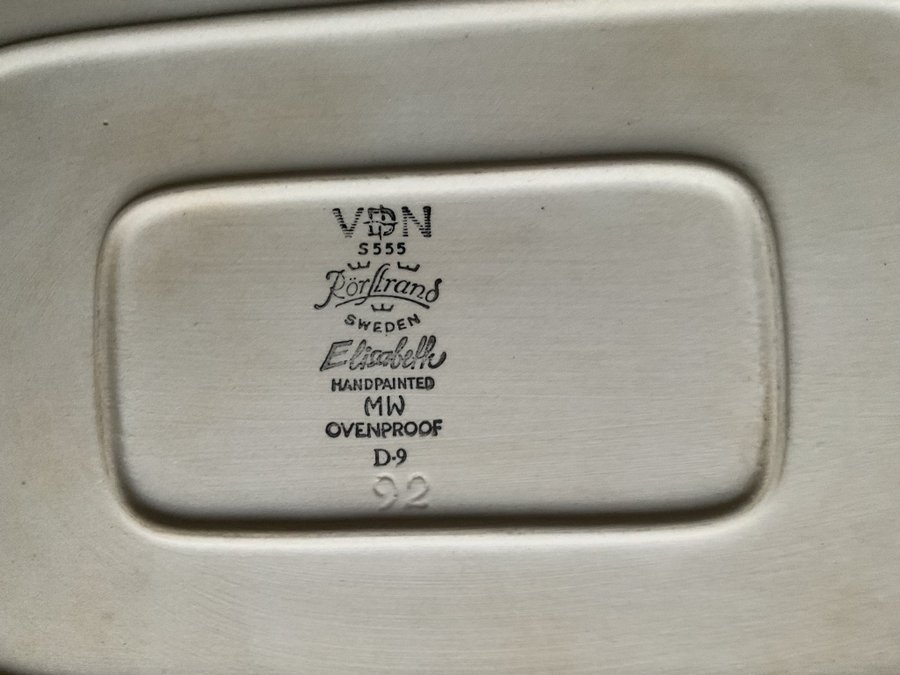 VDN
S555
Rörstrand
SWEDEN
Elisabeth
HANDPAINTED
MW
OVENPROOF
D-9
92